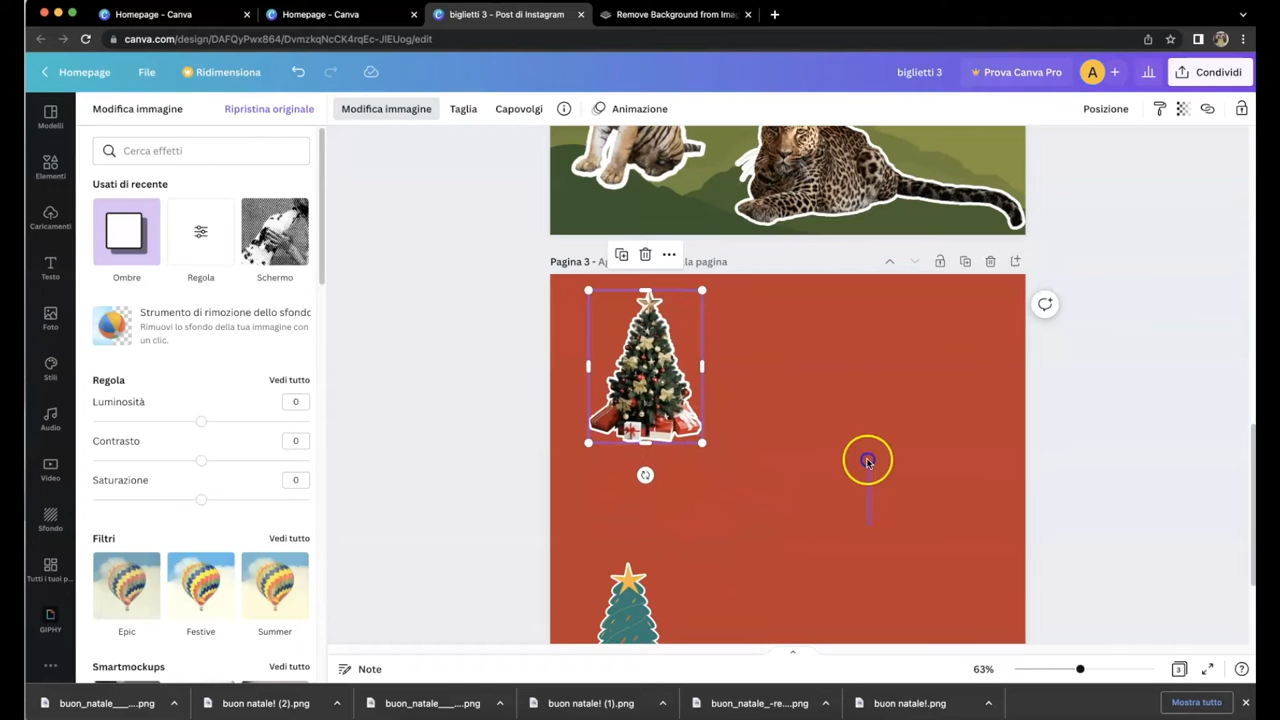 Homepage - Canva
Homepage - Canva
biglietti 3 - Post di Instagram
Remove Background from Imag
canva.com/design/DAFQyPwx864/DvmzkqNcCK4rqEc-JlEUog/edit
Homepage
File
Ridimensiona
biglietti 3
Prova Canva Pro
A
Condividi
Modelli
Elementi
Caricamenti
Testo
Foto
Stili
Audio
Video
Sfondo
Tutti i tuoi p...
GIPHY
Modifica immagine
Ripristina originale
Cerca effetti
Usati di recente
Ombre
Regola
Schermo
Strumento di rimozione dello sfondo
Rimuovi lo sfondo della tua immagine con
un clic.
Regola
Vedi tutto
Luminosità
0
Contrasto
0
Saturazione
0
Filtri
Vedi tutto
Epic
Festive
Summer
Smartmockups
Vedi tutto
Modifica immagine
Taglia
Capovolgi
Animazione
Posizione
Pagina 3 - Ag
la pagina
Note
63%
3
buon_natale___....png
buon natale! (2).png
buon_natale___....png
buon natale! (1).png
buon_natale_-re....png
buon natale!.png
Mostra tutto